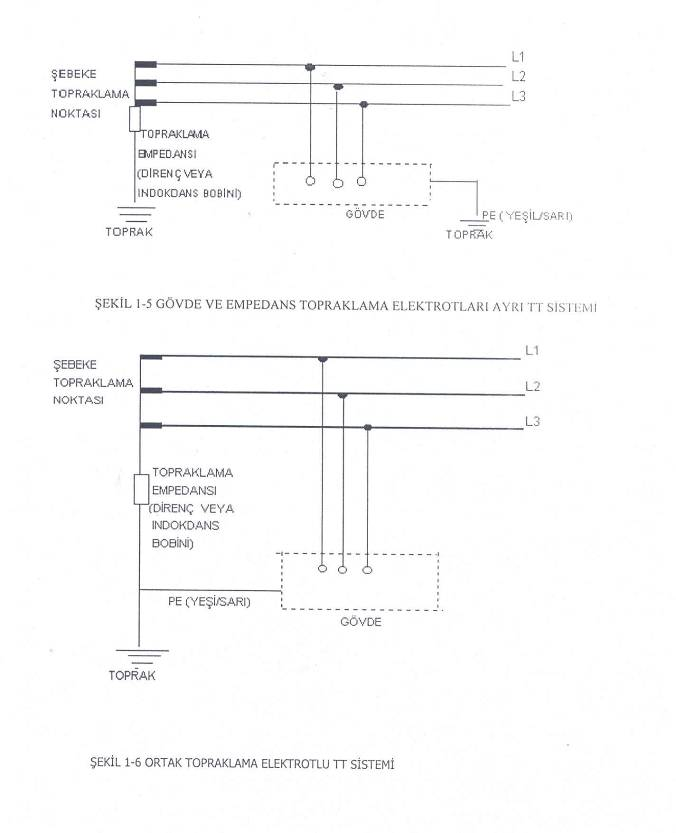 L1
ŞEBEKE
L2
TOPRAKLAMA
L3
NOKTASI
TOPRAKLAMA
EMPEDANSI
(DİRENÇ VEYA
INDOKDANS BOBİNİ)
GÖVDE
PE ( YEŞİL/SARI)
TOPRAK
TOPRAK
ŞEKİL 1-5 GÖVDE VE EMPEDANS TOPRAKLAMA ELEKTROTLARI AYRI TT SİSTEMİ
L1
ŞEBEKE
TOPRAKLAMA
L2
NOKTASI
L3
TOPRAKLAMA
EMPEDANSI
(DİRENÇ VEYA
INDOKDANS
BOBİNİ)
PE (YEŞİ/SARI)
GÖVDE
TOPRAK
ŞEKİL 1-6 ORTAK TOPRAKLAMA ELEKTROTLU TT SİSTEMİ